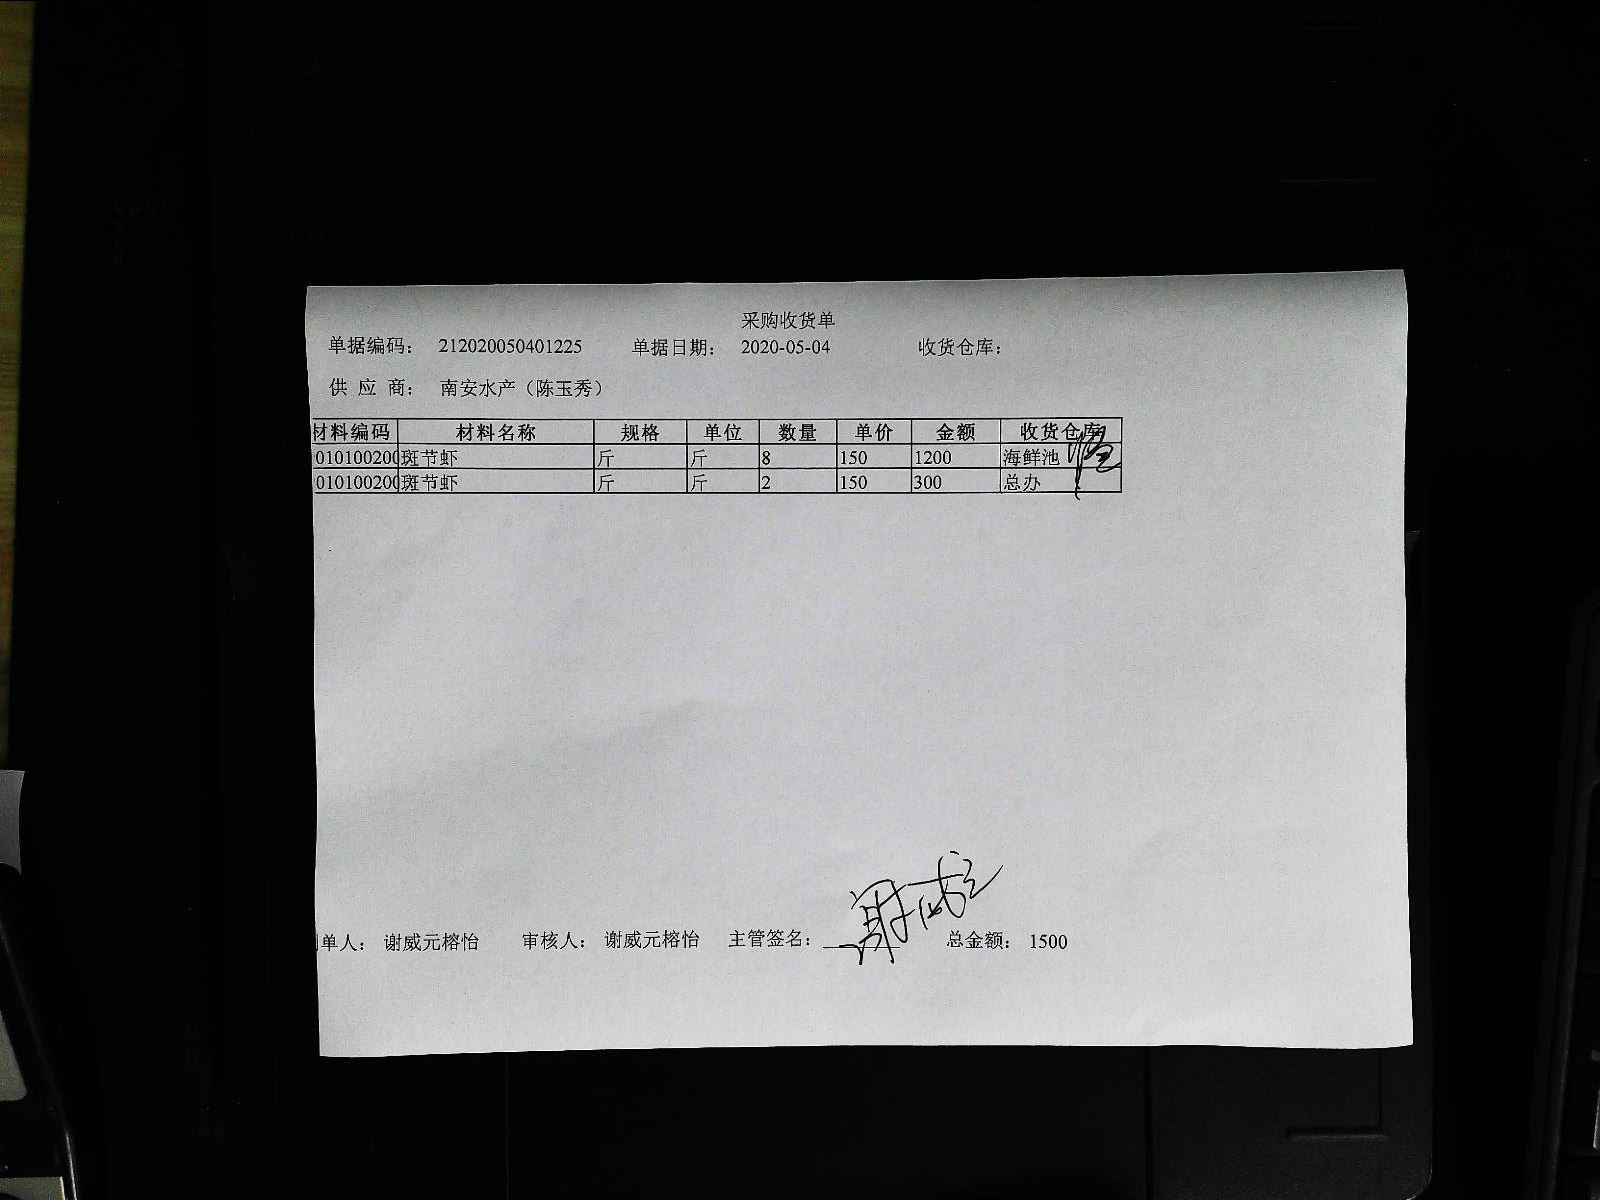 采购收货单
单据编码： 212020050401225 单据日期： 2020-05-04 收货仓库：
供 应 商： 南安水产（陈玉秀）
材料编码 材料名称 规格 单位 数量 单价 金额 收货仓库
010100200 斑节虾 斤 斤 8 150 1200 海鲜池
010100200 斑节虾 斤 斤 2 150 300 总办
单人： 谢威元榕怡 审核人： 谢威元榕怡 主管签名： 总金额： 1500